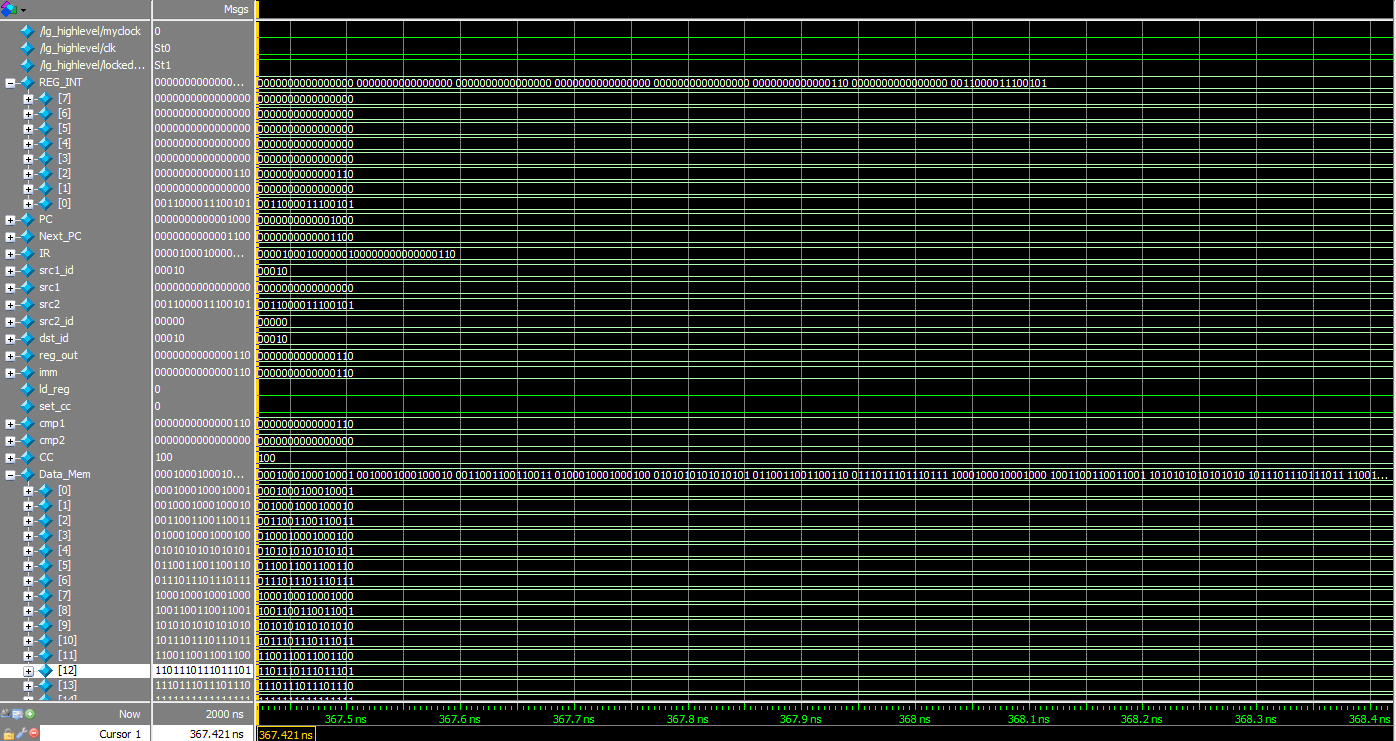 Msgs
/lg_highlevel/myclock 0
/lg_highlevel/clk St0
/lg_highlevel/locked... St1
REG_INT 0000000000000... 0000000000000000 0000000000000000 0000000000000000 0000000000000000 0000000000000000 0000000000000110 0000000000000000 0011000011100101
[7] 0000000000000000 0000000000000000
[6] 0000000000000000 0000000000000000
[5] 0000000000000000 0000000000000000
[4] 0000000000000000 0000000000000000
[3] 0000000000000000 0000000000000000
[2] 0000000000000110 0000000000000110
[1] 0000000000000000 0000000000000000
[0] 0011000011100101 0011000011100101
PC 0000000000001000 0000000000001000
Next_PC 0000000000001100 0000000000001100
IR 0000100010000... 00001000100000010000000000000110
src1_id 00010 00010
src1 0000000000000000 0000000000000000
src2 0011000011100101 0011000011100101
src2_id 00000 00000
dst_id 00010 00010
reg_out 0000000000000110 0000000000000110
imm 0000000000000110 0000000000000110
ld_reg 0
set_cc 0
cmp1 0000000000000110 0000000000000110
cmp2 0000000000000000 0000000000000000
CC 100 100
Data_Mem 0001000100010... 0001000100010001 0010001000100010 0011001100110011 0100010001000100 0101010101010101 0110011001100110 0111011101110111 1000100010001000 1001100110011001 1010101010101010 1011101110111011 11001...
[0] 0001000100010001 0001000100010001
[1] 0010001000100010 0010001000100010
[2] 0011001100110011 0011001100110011
[3] 0100010001000100 0100010001000100
[4] 0101010101010101 0101010101010101
[5] 0110011001100110 0110011001100110
[6] 0111011101110111 0111011101110111
[7] 1000100010001000 1000100010001000
[8] 1001100110011001 1001100110011001
[9] 1010101010101010 1010101010101010
[10] 1011101110111011 1011101110111011
[11] 1100110011001100 1100110011001100
[12] 1101110111011101 1101110111011101
[13] 1110111011101110 1110111011101110
Now 2000 ns 367.5 ns 367.6 ns 367.7 ns 367.8 ns 367.9 ns 368 ns 368.1 ns 368.2 ns 368.3 ns 368.4 ns
Cursor 1 367.421 ns 367.421 ns